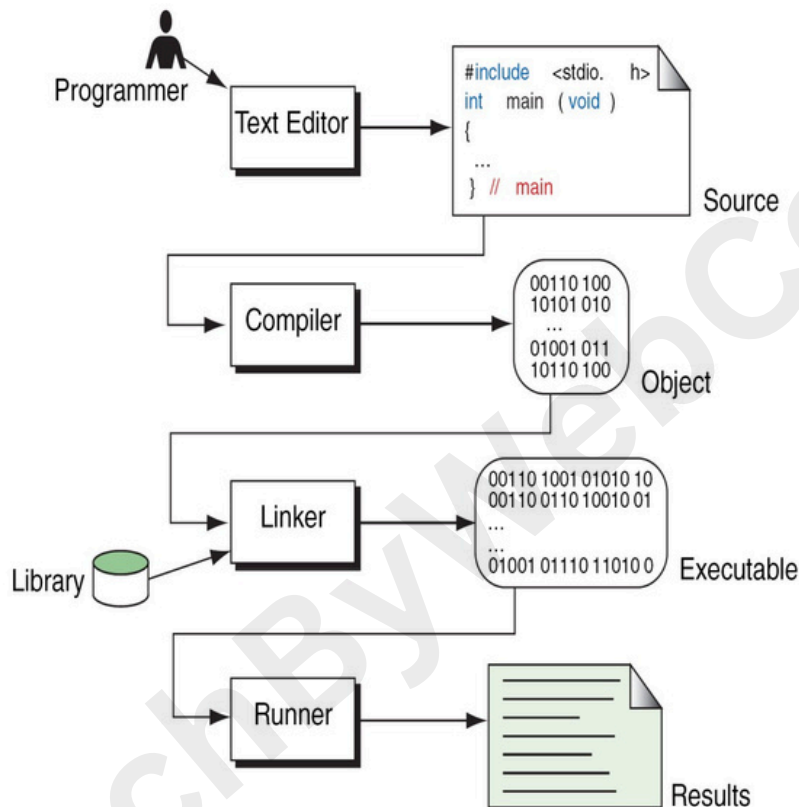 Programmer
Text Editor
#include <stdio. h>
int main ( void )
{
...
} // main
Source
Compiler
00110 100
10101 010
...
01001 011
10110 100
Object
Linker
Library
00110 1001 01010 10
00110 0110 10010 01
...
...
01001 01110 11010 0
Executable
Runner
Results
chByWebCo